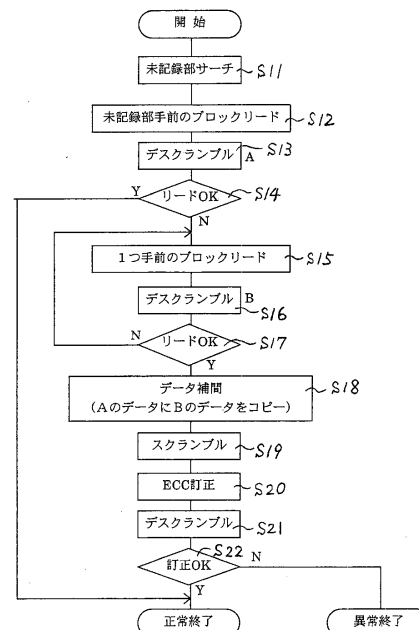 開 始
未記録部サーチ
S11
未記録部手前のブロックリード
S12
デスクランブル
A
S13
Y
リードOK
S14
N
1つ手前のブロックリード
S15
デスクランブル
B
S16
N
リードOK
S17
Y
データ補間
(AのデータにBのデータをコピー)
S18
スクランブル
S19
ECC訂正
S20
デスクランブル
S21
S22
訂正OK
N
Y
正常終了
異常終了